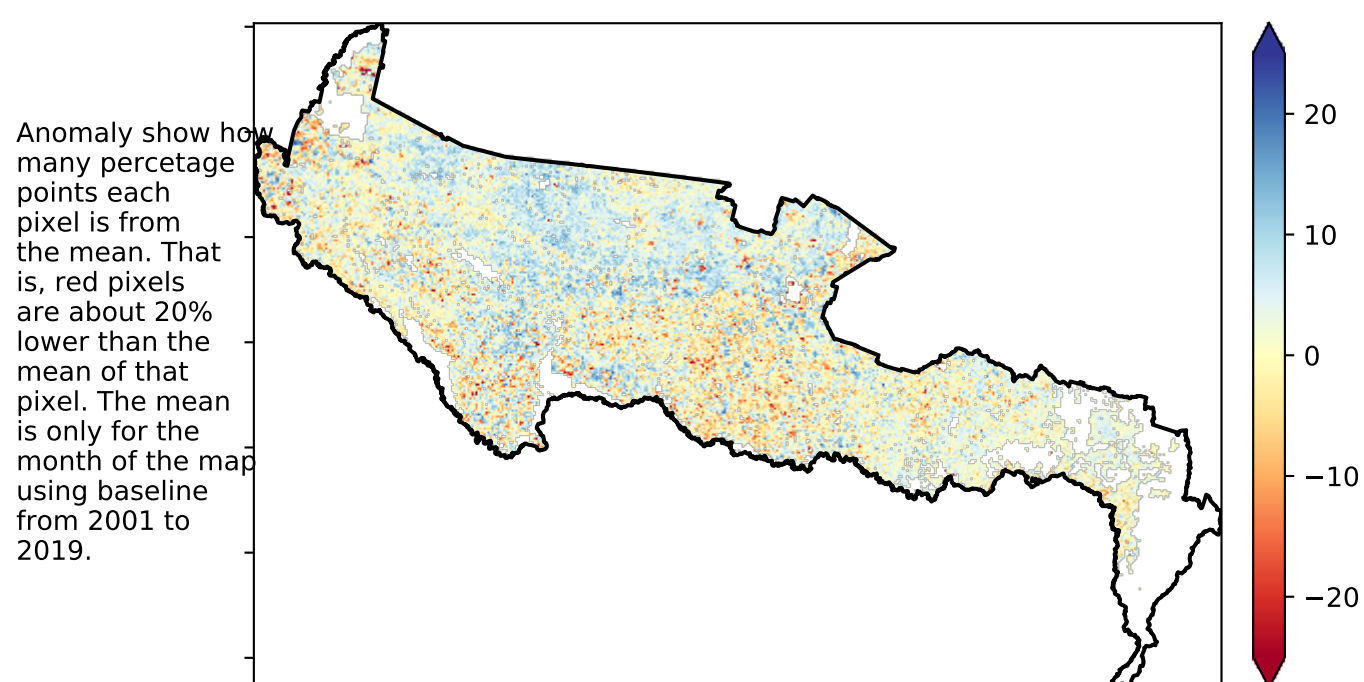 Anomaly show how
many percetage
points each
pixel is from
the mean. That
is, red pixels
are about 20%
lower than the
mean of that
pixel. The mean
is only for the
month of the map
using baseline
from 2001 to
2019.
20
10
0
−10
−20